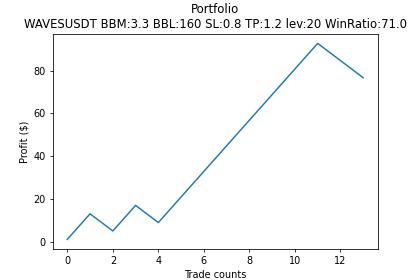 Portfolio
WAVESUSDT BBM:3.3 BBL:160 SL:0.8 TP:1.2 lev:20 WinRatio:71.0
80
60
40
20
0
Profit ($)
0 2 4 6 8 10 12
Trade counts